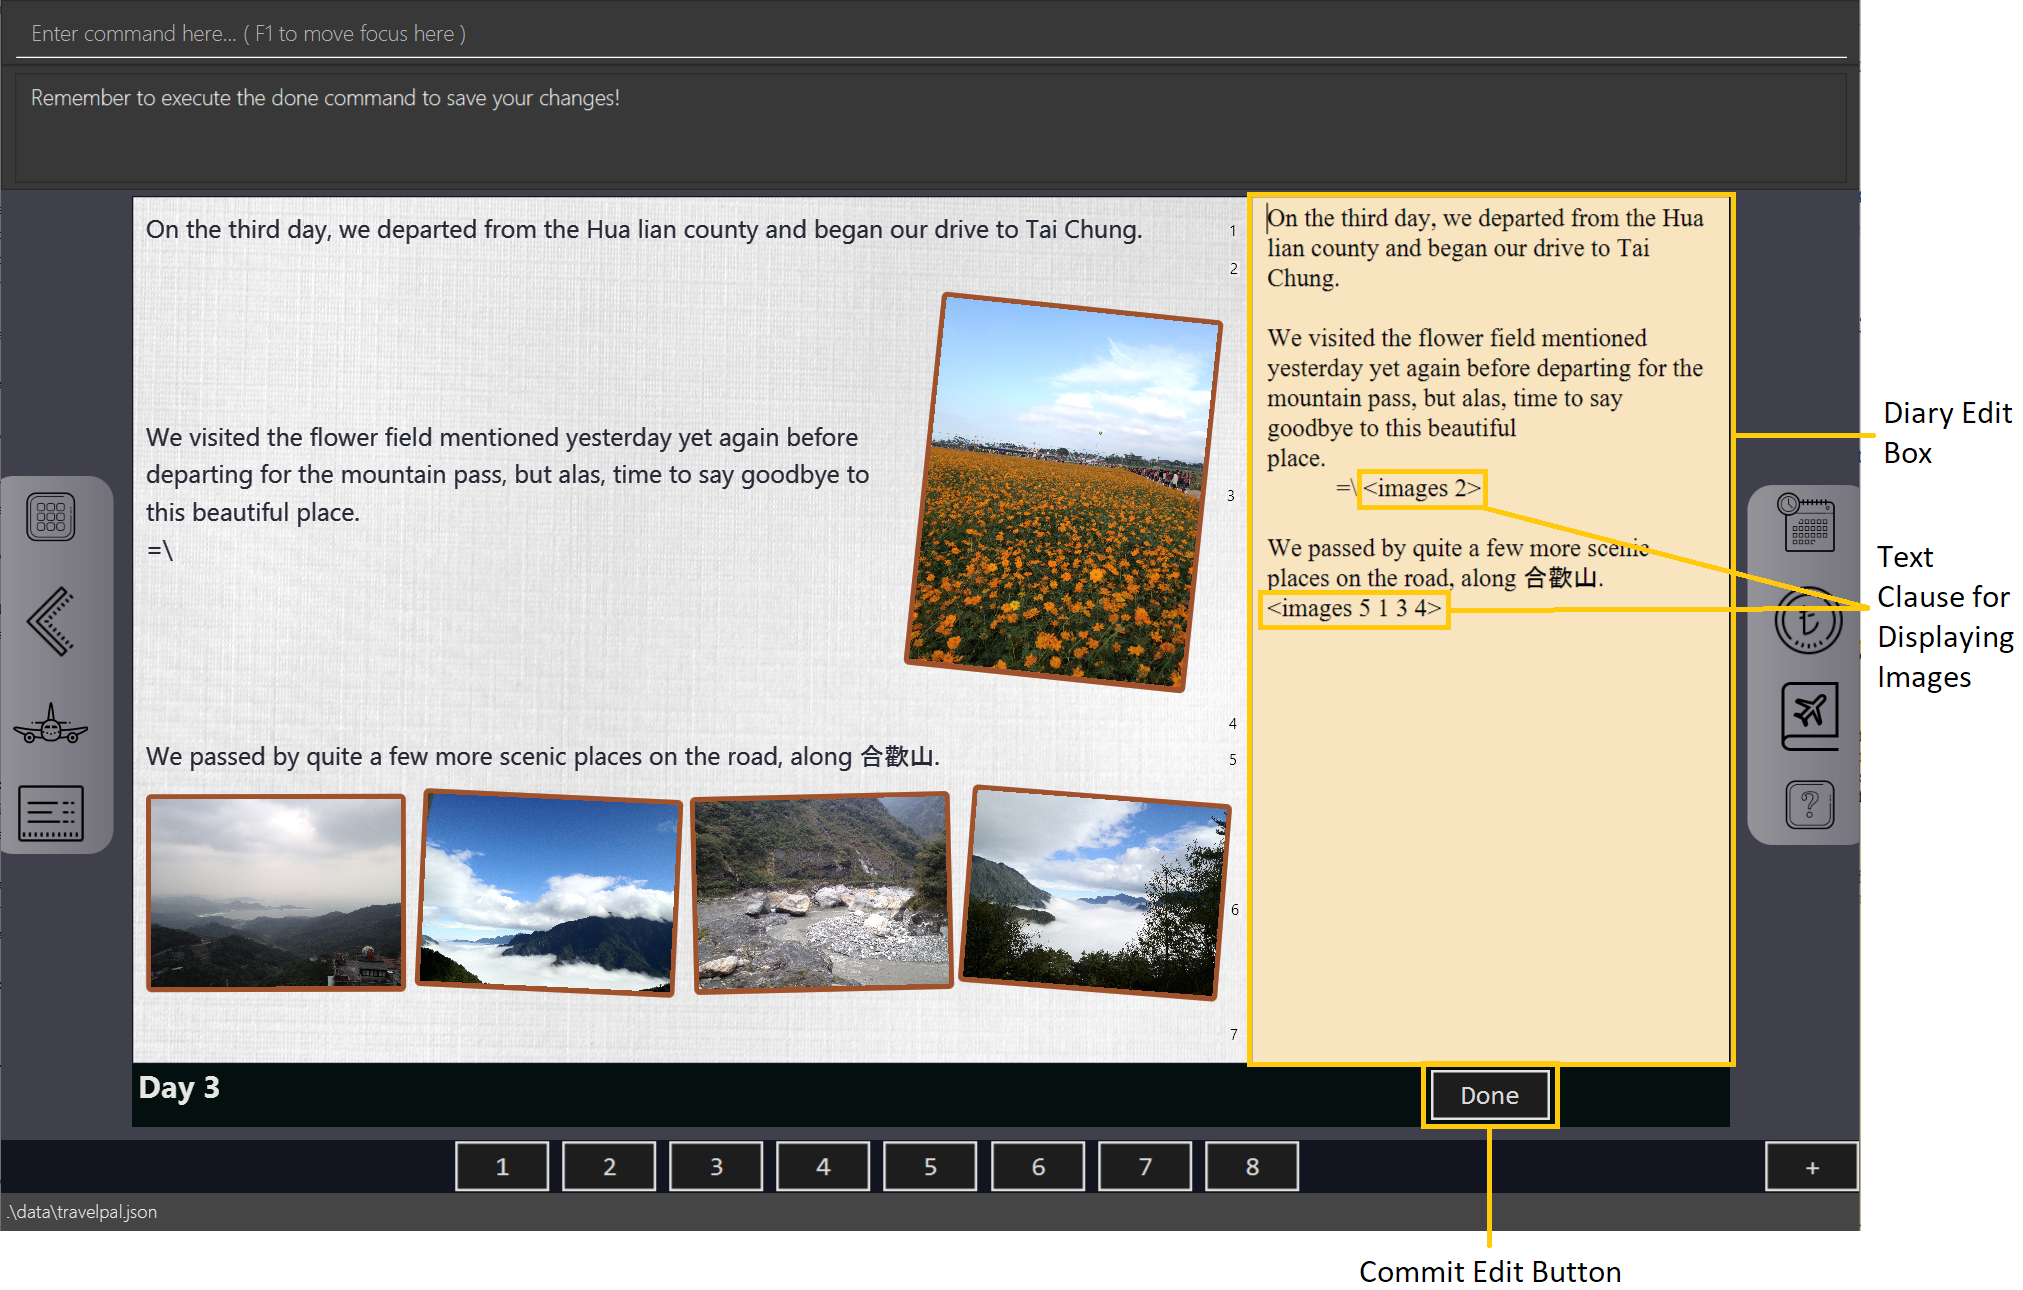 Enter command here... ( F1 to move focus here )
Remember to execute the done command to save your changes!
On the third day, we departed from the Hua lian county and began our drive to Tai Chung.
1
2
We visited the flower field mentioned yesterday yet again before
departing for the mountain pass, but alas, time to say goodbye to
this beautiful place.
=\
3
4
We passed by quite a few more scenic places on the road, along 合歡山.
5
6
7
On the third day, we departed from the Hua
lian county and began our drive to Tai
Chung.
We visited the flower field mentioned
yesterday yet again before departing for the
mountain pass, but alas, time to say
goodbye to this beautiful
place.
=\ <images 2>
We passed by quite a few more scenic
places on the road, along 合歡山.
<images 5 1 3 4>
Diary Edit
Box
Text
Clause for
Displaying
Images
Day 3
Done
1 2 3 4 5 6 7 8 +
.\data\travelpal.json
Commit Edit Button